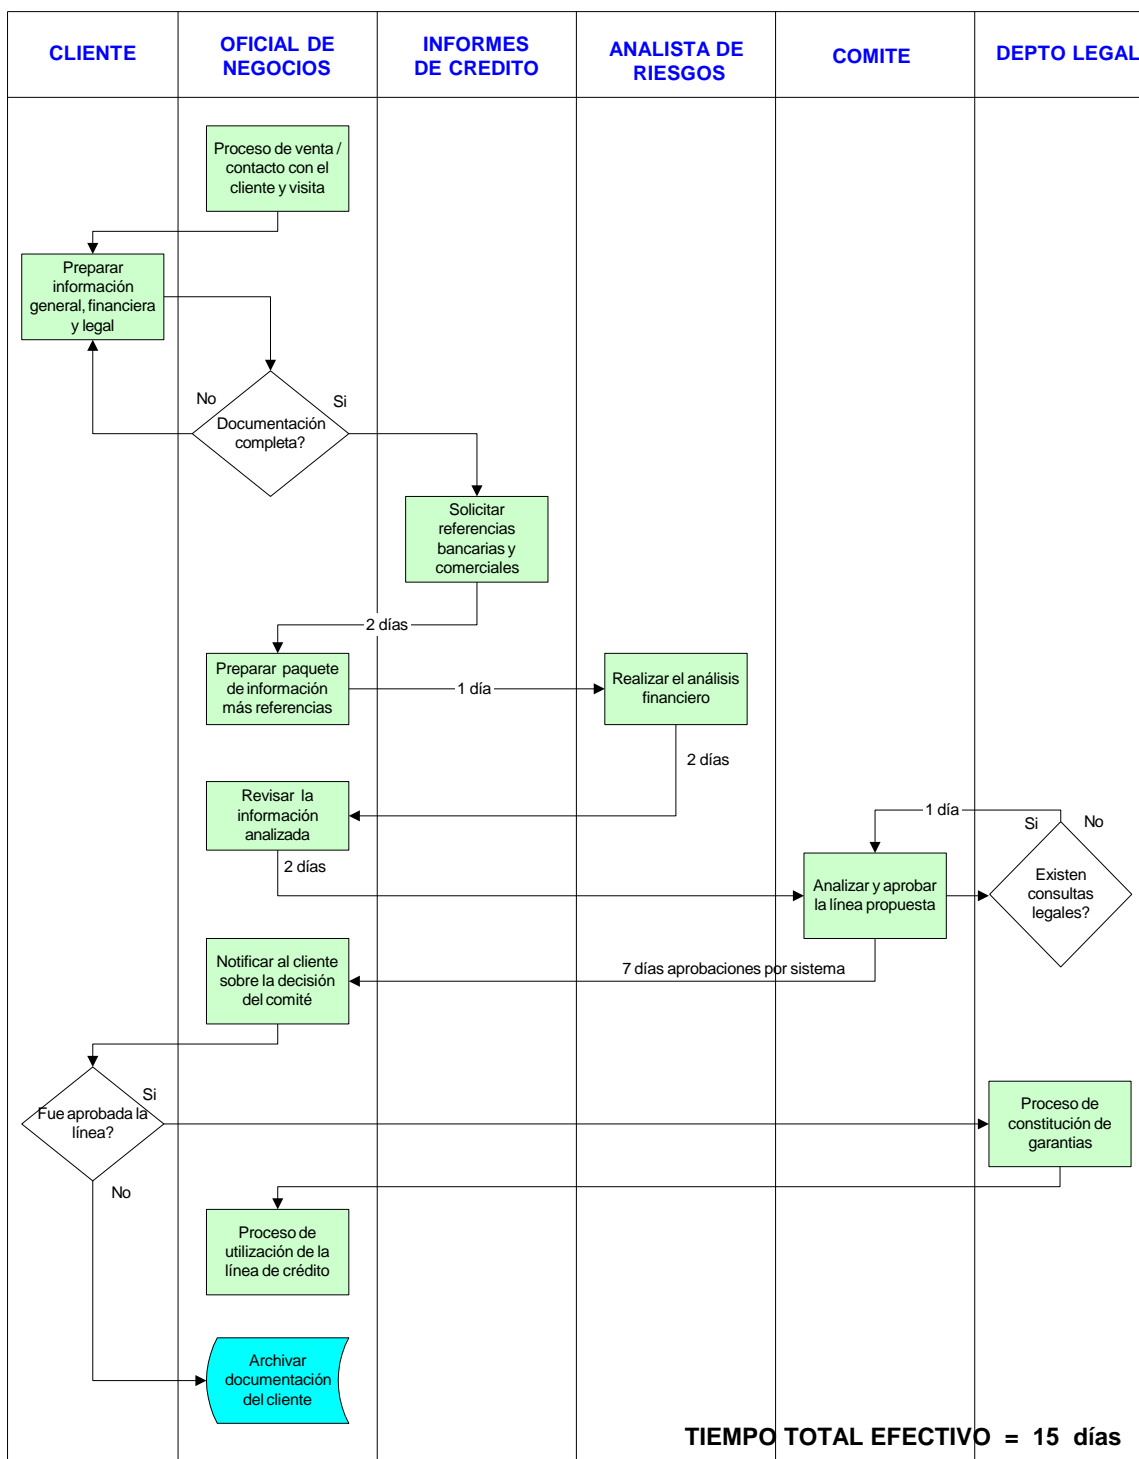 CLIENTE
OFICIAL DE
NEGOCIOS
INFORMES
DE CREDITO
ANALISTA DE
RIESGOS
COMITE
DEPTO LEGAL
Proceso de venta /
contacto con el
cliente y visita
Preparar
información
general, financiera
y legal
No
Si
Documentación
completa?
Solicitar
referencias
bancarias y
comerciales
2 días
Preparar paquete
de información
más referencias
1 día
Realizar el análisis
financiero
2 días
Revisar la
información
analizada
2 días
1 día
Si
No
Existen
consultas
legales?
Analizar y aprobar
la línea propuesta
7 días aprobaciones por sistema
Notificar al cliente
sobre la decisión
del comité
Si
Fue aprobada la
línea?
No
Proceso de
constitución de
garantias
Proceso de
utilización de la
línea de crédito
Archivar
documentación
del cliente
TIEMPO TOTAL EFECTIVO = 15 días